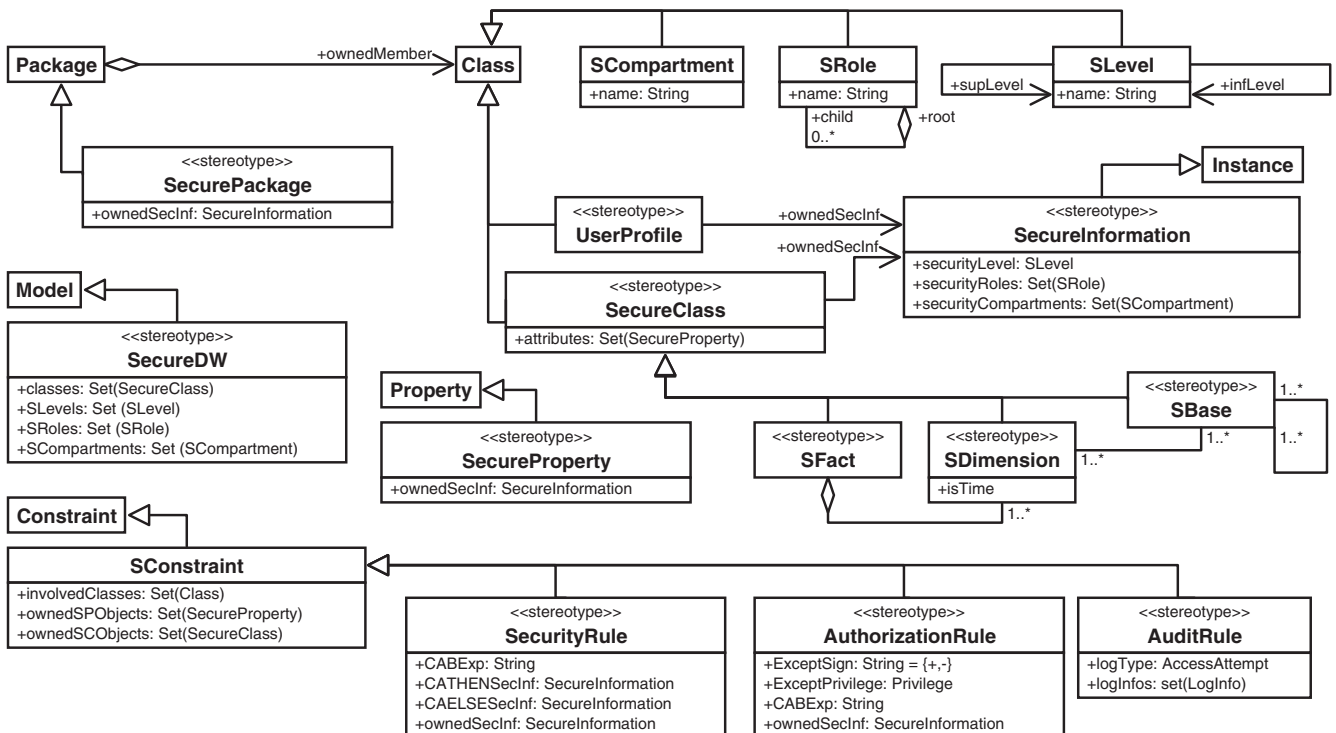 Package
+ownedMember
Class
SCompartment
+name: String
SRole
+name: String
+child
0..*
+root
SLevel
+name: String
+supLevel
+infLevel
<<stereotype>>
SecurePackage
+ownedSecInf: SecureInformation
Instance
<<stereotype>>
UserProfile
+ownedSecInf
+ownedSecInf
<<stereotype>>
SecureInformation
+securityLevel: SLevel
+securityRoles: Set(SRole)
+securityCompartments: Set(SCompartment)
Model
<<stereotype>>
SecureDW
+classes: Set(SecureClass)
+SLevels: Set (SLevel)
+SRoles: Set (SRole)
+SCompartments: Set (SCompartment)
<<stereotype>>
SecureClass
+attributes: Set(SecureProperty)
Property
<<stereotype>>
SecureProperty
+ownedSecInf: SecureInformation
<<stereotype>>
SFact
<<stereotype>>
SDimension
+isTime
1..*
<<stereotype>>
SBase
1..*
1..*
1..*
1..*
Constraint
SConstraint
+involvedClasses: Set(Class)
+ownedSPObjects: Set(SecureProperty)
+ownedSCObjects: Set(SecureClass)
<<stereotype>>
SecurityRule
+CABExp: String
+CATHENSecInf: SecureInformation
+CAELSESecInf: SecureInformation
+ownedSecInf: SecureInformation
<<stereotype>>
AuthorizationRule
+ExceptSign: String = {+,-}
+ExceptPrivilege: Privilege
+CABExp: String
+ownedSecInf: SecureInformation
<<stereotype>>
AuditRule
+logType: AccessAttempt
+logInfos: set(LogInfo)